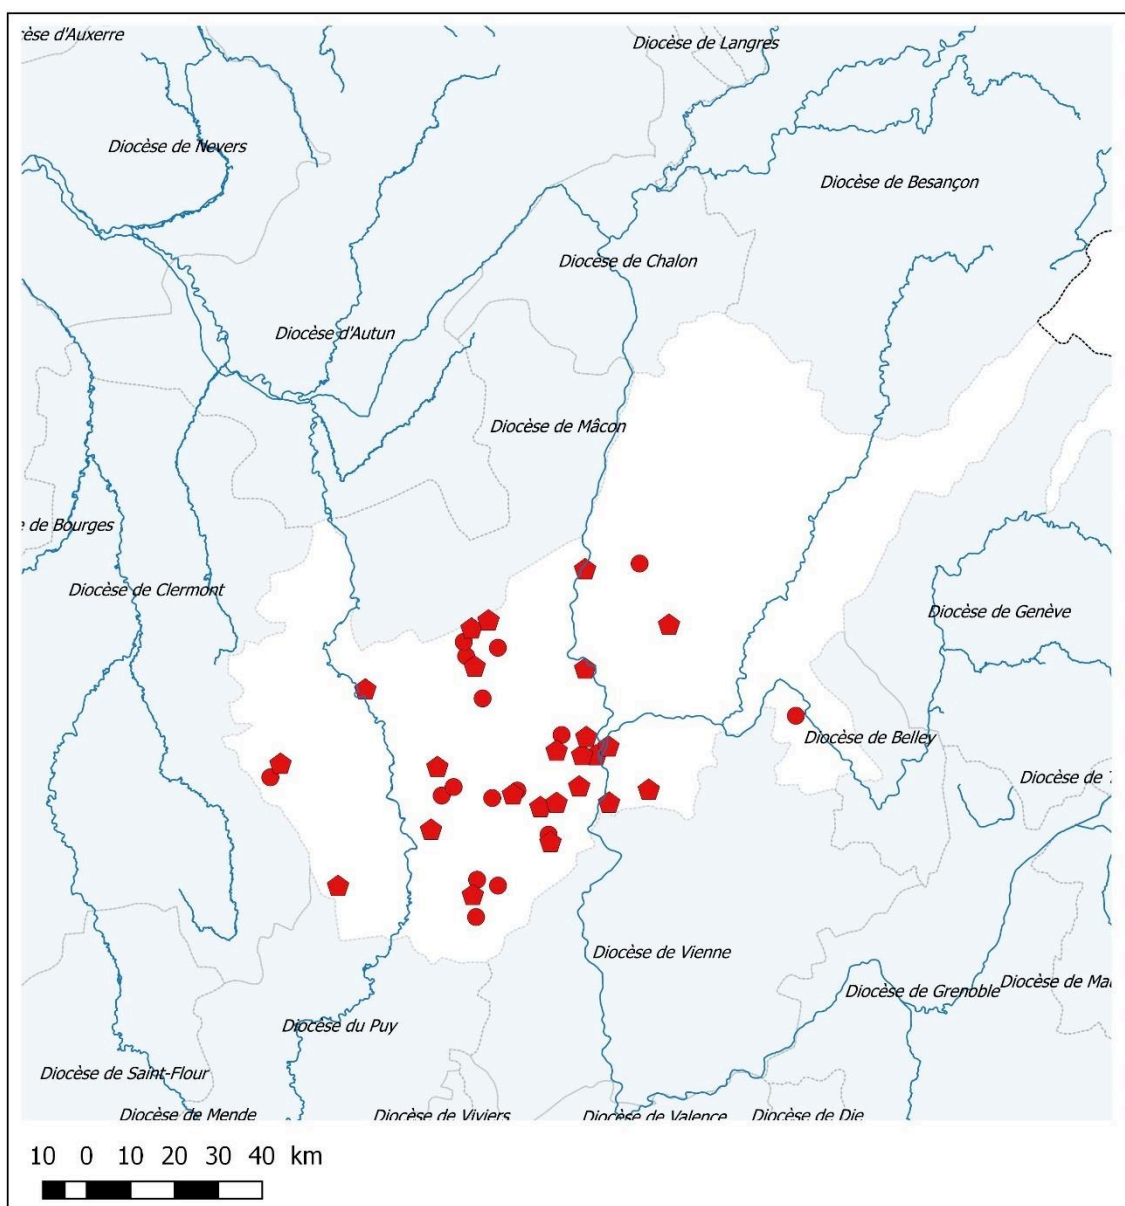 cèse d'Auxerre
Diocèse de Langres
Diocèse de Nevers
Diocèse de Besançon
Diocèse de Chalon
Diocèse d'Autun
Diocèse de Mâcon
e de Bourges
Diocèse de Clermont
Diocèse de Genève
Diocèse de Belley
Diocèse de T
Diocèse de Vienne
Diocèse de Grenoble
Diocèse de Mau
Diocèse du Puy
Diocèse de Saint-Flour
Diocèse de Mende
Diocèse de Viviers
Diocèse de Valence
Diocèse de Die
10 0 10 20 30 40 km